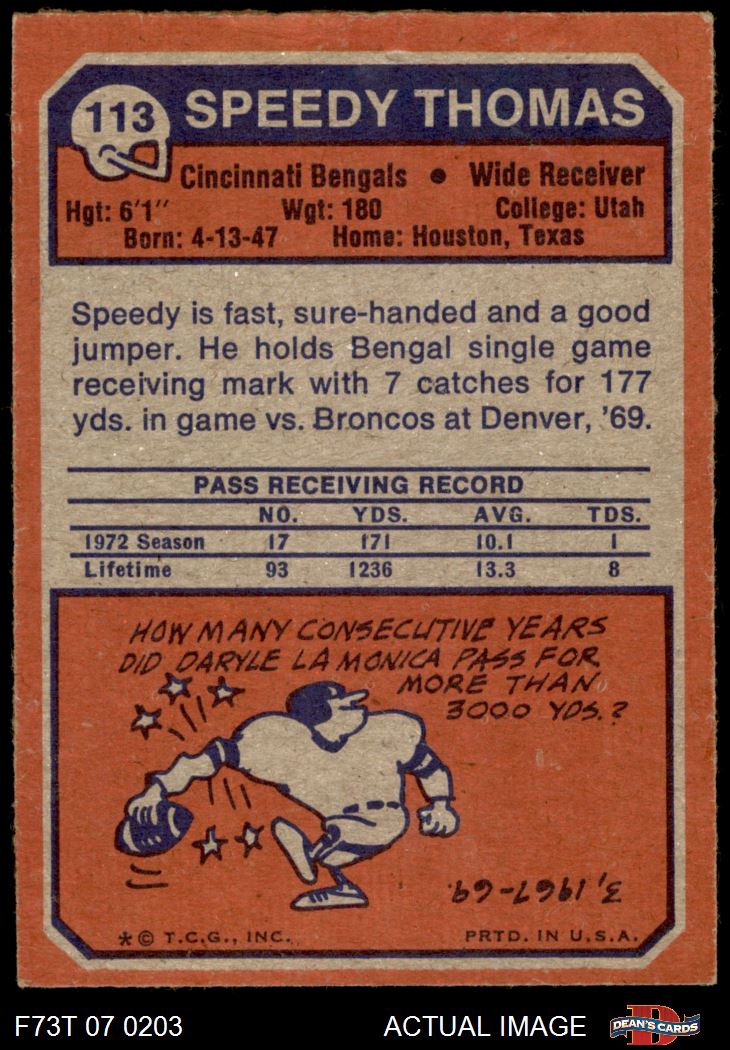 113 SPEEDY THOMAS
Cincinnati Bengals • Wide Receiver
Hgt: 6'1" Wgt: 180 College: Utah
Born: 4-13-47 Home: Houston, Texas
Speedy is fast, sure-handed and a good
jumper. He holds Bengal single game
receiving mark with 7 catches for 177
yds. in game vs. Broncos at Denver, '69.
PASS RECEIVING RECORD
NO. YDS. AVG. TDS.
1972 Season 17 171 10.1 1
Lifetime 93 1236 13.3 8
HOW MANY CONSECUTIVE YEARS
DID DARYLE LA MONICA PASS FOR
MORE THAN
3000 YDS.?
3, 1967-69.
* © T.C.G., INC. PRTD. IN U.S.A.
F73T 07 0203 ACTUAL IMAGE DEAN'S CARDS